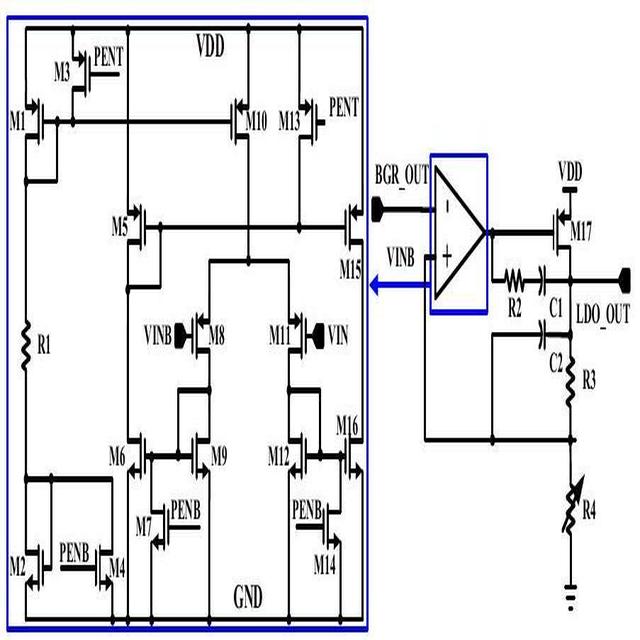 VDD
M3
PENT
M1
M10
M13
PENT
BGR_OUT
VDD
M5
M15
-
M17
VINB
+
R2
C1
LDO_OUT
VINB
M8
M11
VIN
R1
C2
R3
M6
M9
M12
M16
M7
PENB
PENB
M14
R4
M2
PENB
M4
GND